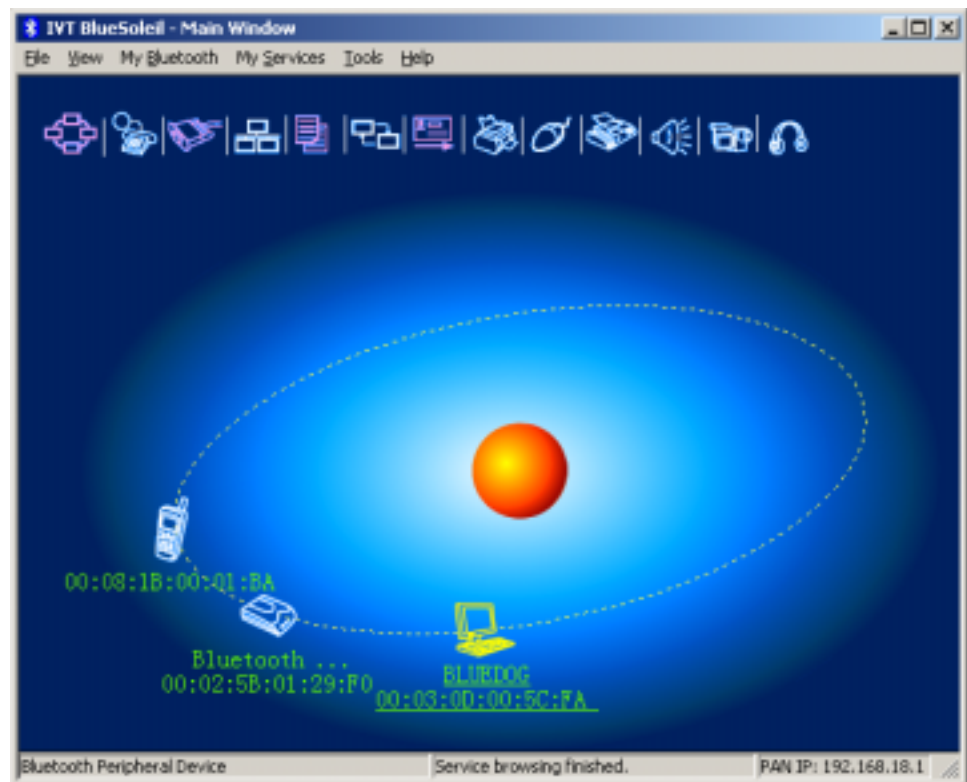 IVT BlueSoleil - Main Window
File View My Bluetooth My Services Tools Help
00:08:1B:00:01:BA
Bluetooth ...
00:02:5B:01:29:F0
BLUEDOG
00:03:0D:00:5C:FA
Bluetooth Peripheral Device
Service browsing finished.
PAN IP: 192.168.18.1